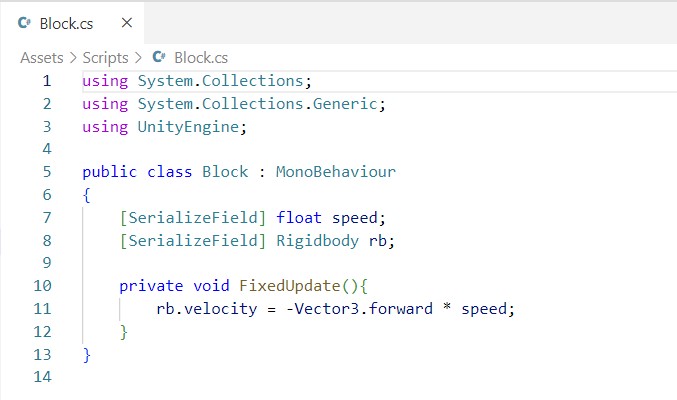 Block.cs ×
Assets > Scripts > Block.cs
1 using System.Collections;
2 using System.Collections.Generic;
3 using UnityEngine;
4
5 public class Block : MonoBehaviour
6 {
7     [SerializeField] float speed;
8     [SerializeField] Rigidbody rb;
9
10     private void FixedUpdate(){
11         rb.velocity = -Vector3.forward * speed;
12     }
13 }
14